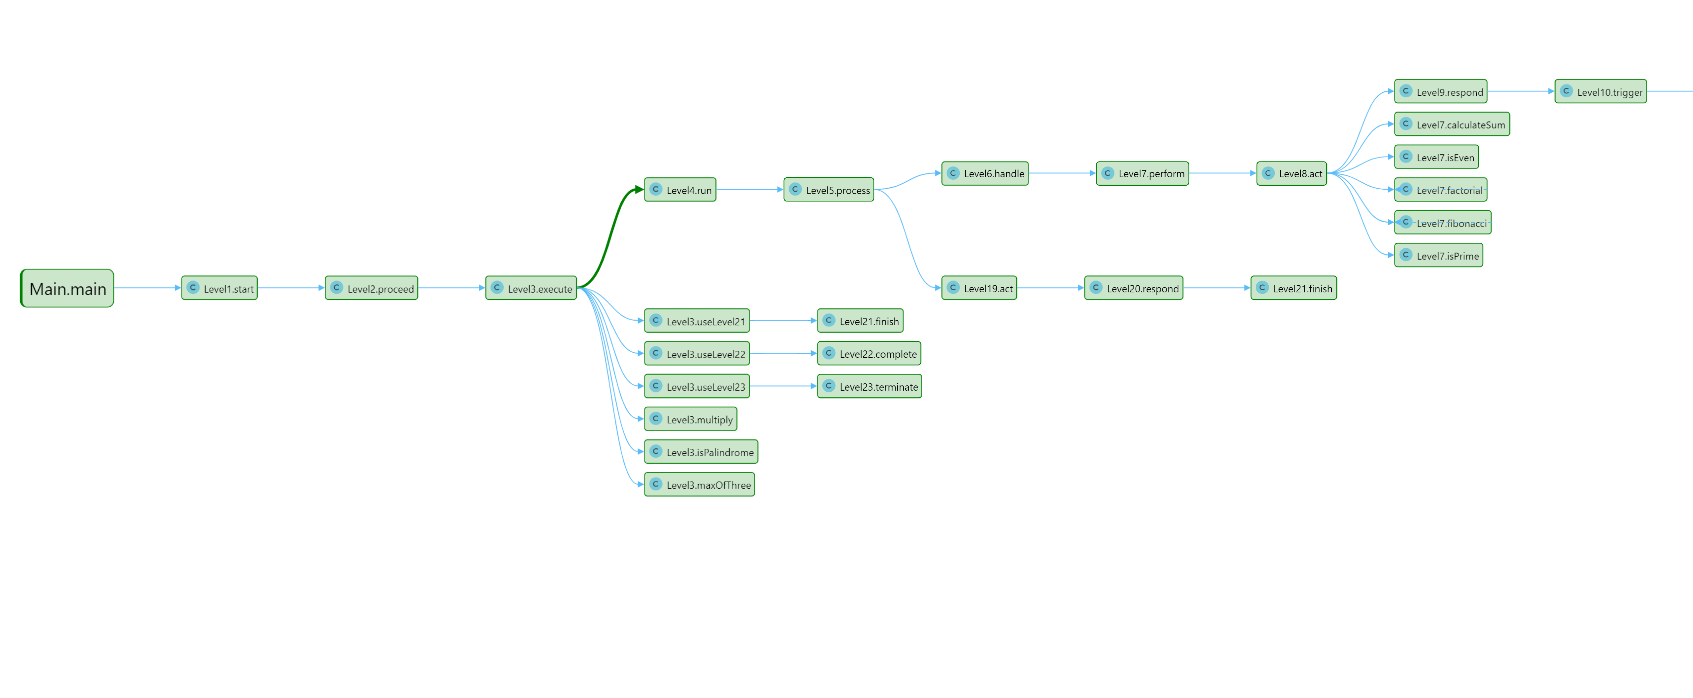 Main.main
C Level1.start
C Level2.proceed
C Level3.execute
C Level4.run
C Level5.process
C Level6.handle
C Level7.perform
C Level8.act
C Level9.respond
C Level10.trigger
C Level7.calculateSum
C Level7.isEven
C Level7.factorial
C Level7.fibonacci
C Level7.isPrime
C Level19.act
C Level20.respond
C Level21.finish
C Level3.useLevel21
C Level21.finish
C Level3.useLevel22
C Level22.complete
C Level3.useLevel23
C Level23.terminate
C Level3.multiply
C Level3.isPalindrome
C Level3.maxOfThree